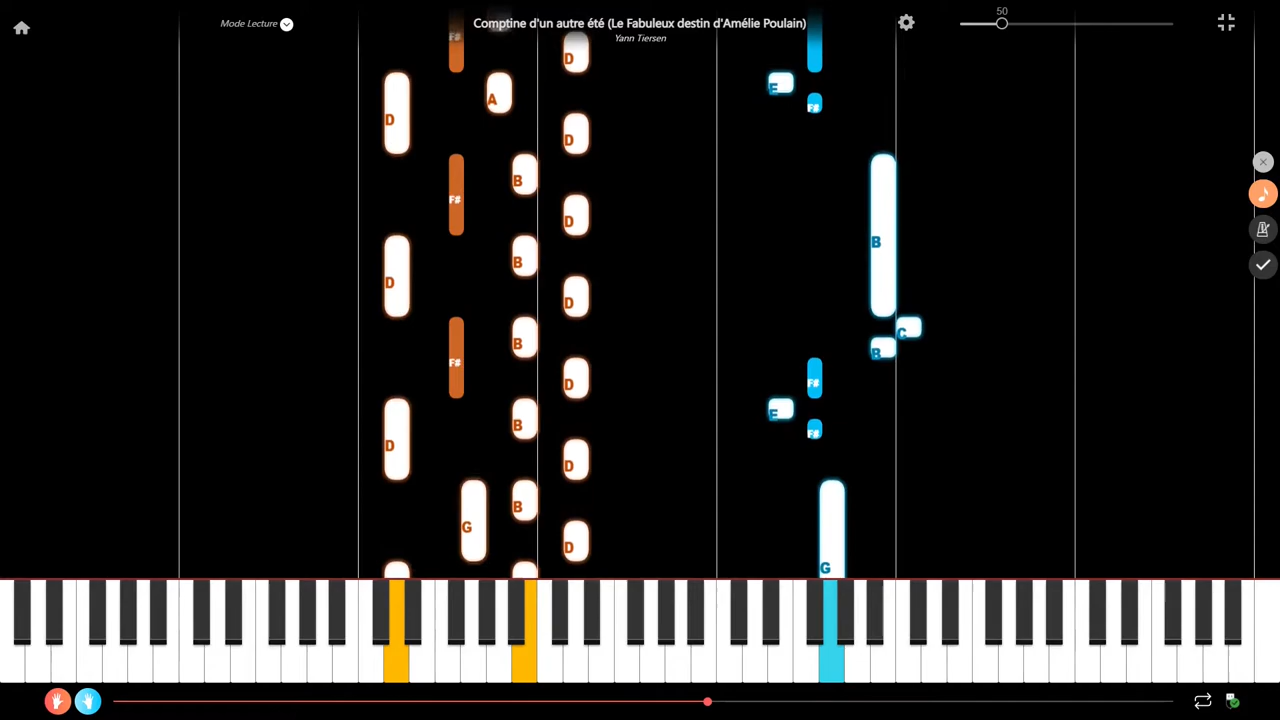 Mode Lecture
Comptine d'un autre été (Le Fabuleux destin d'Amélie Poulain)
Yann Tiersen
50
F#
D
E
A
F#
D
D
B
F#
D
B
B
D
D
C
B
B
F#
D
F#
E
B
F#
D
D
B
G
D
G